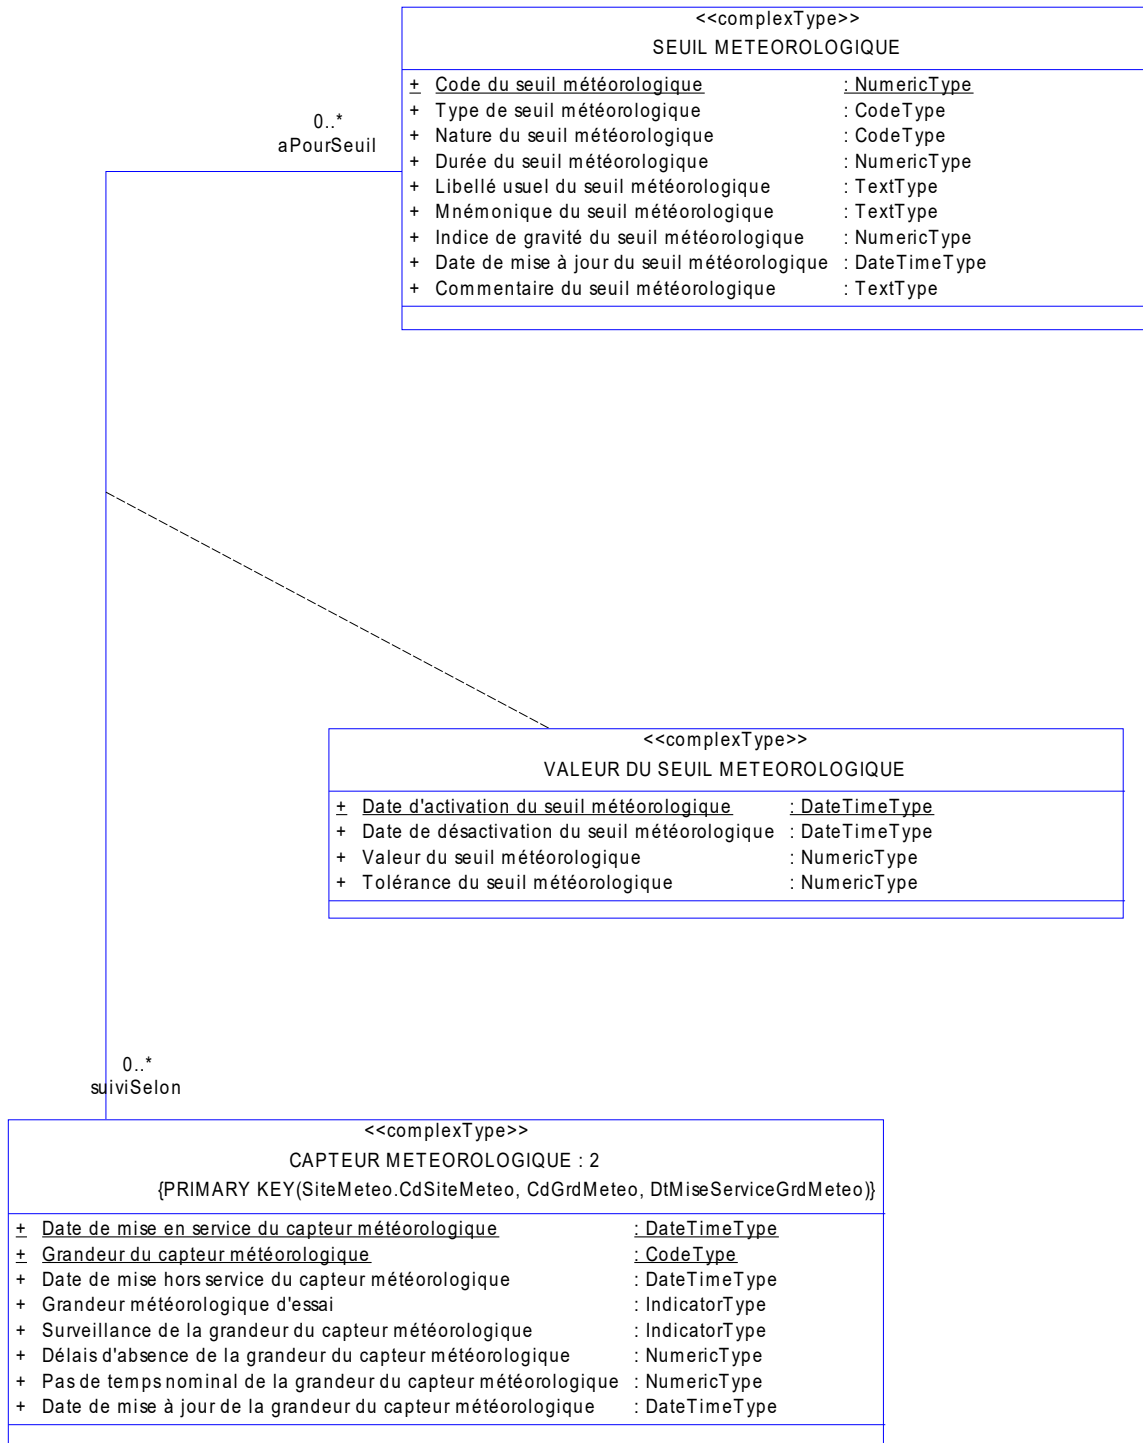 <<complexType>>
SEUIL METEOROLOGIQUE
+ Code du seuil météorologique : NumericType
+ Type de seuil météorologique : CodeType
+ Nature du seuil météorologique : CodeType
+ Durée du seuil météorologique : NumericType
+ Libellé usuel du seuil météorologique : TextType
+ Mnémonique du seuil météorologique : TextType
+ Indice de gravité du seuil météorologique : NumericType
+ Date de mise à jour du seuil météorologique : DateTimeType
+ Commentaire du seuil météorologique : TextType
0..*
aPourSeuil
<<complexType>>
VALEUR DU SEUIL METEOROLOGIQUE
+ Date d'activation du seuil météorologique : DateTimeType
+ Date de désactivation du seuil météorologique : DateTimeType
+ Valeur du seuil météorologique : NumericType
+ Tolérance du seuil météorologique : NumericType
0..*
suiviSelon
<<complexType>>
CAPTEUR METEOROLOGIQUE : 2
{PRIMARY KEY(SiteMeteo.CdSiteMeteo, CdGrdMeteo, DtMiseServiceGrdMeteo)}
+ Date de mise en service du capteur météorologique : DateTimeType
+ Grandeur du capteur météorologique : CodeType
+ Date de mise hors service du capteur météorologique : DateTimeType
+ Grandeur météorologique d'essai : IndicatorType
+ Surveillance de la grandeur du capteur météorologique : IndicatorType
+ Délais d'absence de la grandeur du capteur météorologique : NumericType
+ Pas de temps nominal de la grandeur du capteur météorologique : NumericType
+ Date de mise à jour de la grandeur du capteur météorologique : DateTimeType